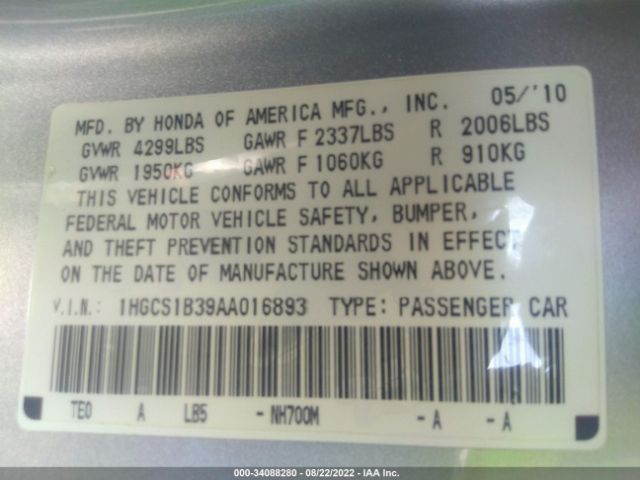 MFD. BY HONDA OF AMERICA MFG., INC. 05/'10
GVWR 4299LBS GAWR F 2337LBS R 2006LBS
GVWR 1950KG GAWR F 1060KG R 910KG
THIS VEHICLE CONFORMS TO ALL APPLICABLE
FEDERAL MOTOR VEHICLE SAFETY, BUMPER,
AND THEFT PREVENTION STANDARDS IN EFFECT
ON THE DATE OF MANUFACTURE SHOWN ABOVE.
V.I.N.: 1HGCS1B39AA016893 TYPE: PASSENGER CAR
TE0 A LB5 -NH700M -A -A
000-34088280 - 08/22/2022 - IAA Inc.